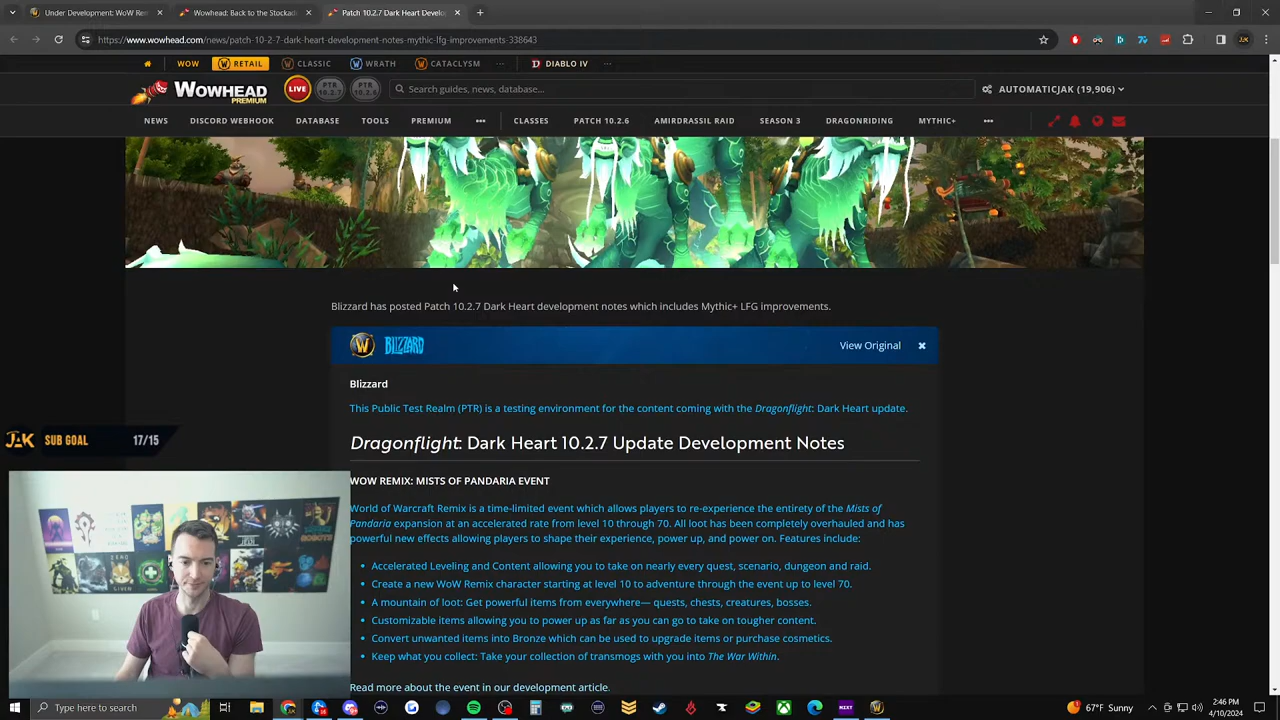 Under Development: WoW Re
Wowhead: Back to the Stockad
Patch 10.2.7 Dark Heart Develo
https://www.wowhead.com/news/patch-10-2-7-dark-heart-development-notes-mythic-lfg-improvements-338643
WOW RETAIL CLASSIC WRATH CATACLYSM ... DIABLO IV ...
WOWHEAD PREMIUM LIVE PTR 10.2.7 PTR 10.2.6 Search guides, news, database... AUTOMATICJAK (19,906)
NEWS DISCORD WEBHOOK DATABASE TOOLS PREMIUM ... CLASSES PATCH 10.2.6 AMIRDRASSIL RAID SEASON 3 DRAGONRIDING MYTHIC+ ...
Blizzard has posted Patch 10.2.7 Dark Heart development notes which includes Mythic+ LFG improvements.
BLIZZARD View Original
Blizzard
This Public Test Realm (PTR) is a testing environment for the content coming with the Dragonflight: Dark Heart update.
JAK SUB GOAL 17/15
Dragonflight: Dark Heart 10.2.7 Update Development Notes
WOW REMIX: MISTS OF PANDARIA EVENT
World of Warcraft Remix is a time-limited event which allows players to re-experience the entirety of the Mists of
Pandaria expansion at an accelerated rate from level 10 through 70. All loot has been completely overhauled and has
powerful new effects allowing players to shape their experience, power up, and power on. Features include:
• Accelerated Leveling and Content allowing you to take on nearly every quest, scenario, dungeon and raid.
• Create a new WoW Remix character starting at level 10 to adventure through the event up to level 70.
• A mountain of loot: Get powerful items from everywhere— quests, chests, creatures, bosses.
• Customizable items allowing you to power up as far as you can go to take on tougher content.
• Convert unwanted items into Bronze which can be used to upgrade items or purchase cosmetics.
• Keep what you collect: Take your collection of transmogs with you into The War Within.
Read more about the event in our development article.
Type here to search
67°F Sunny
2:46 PM
4/10/2024